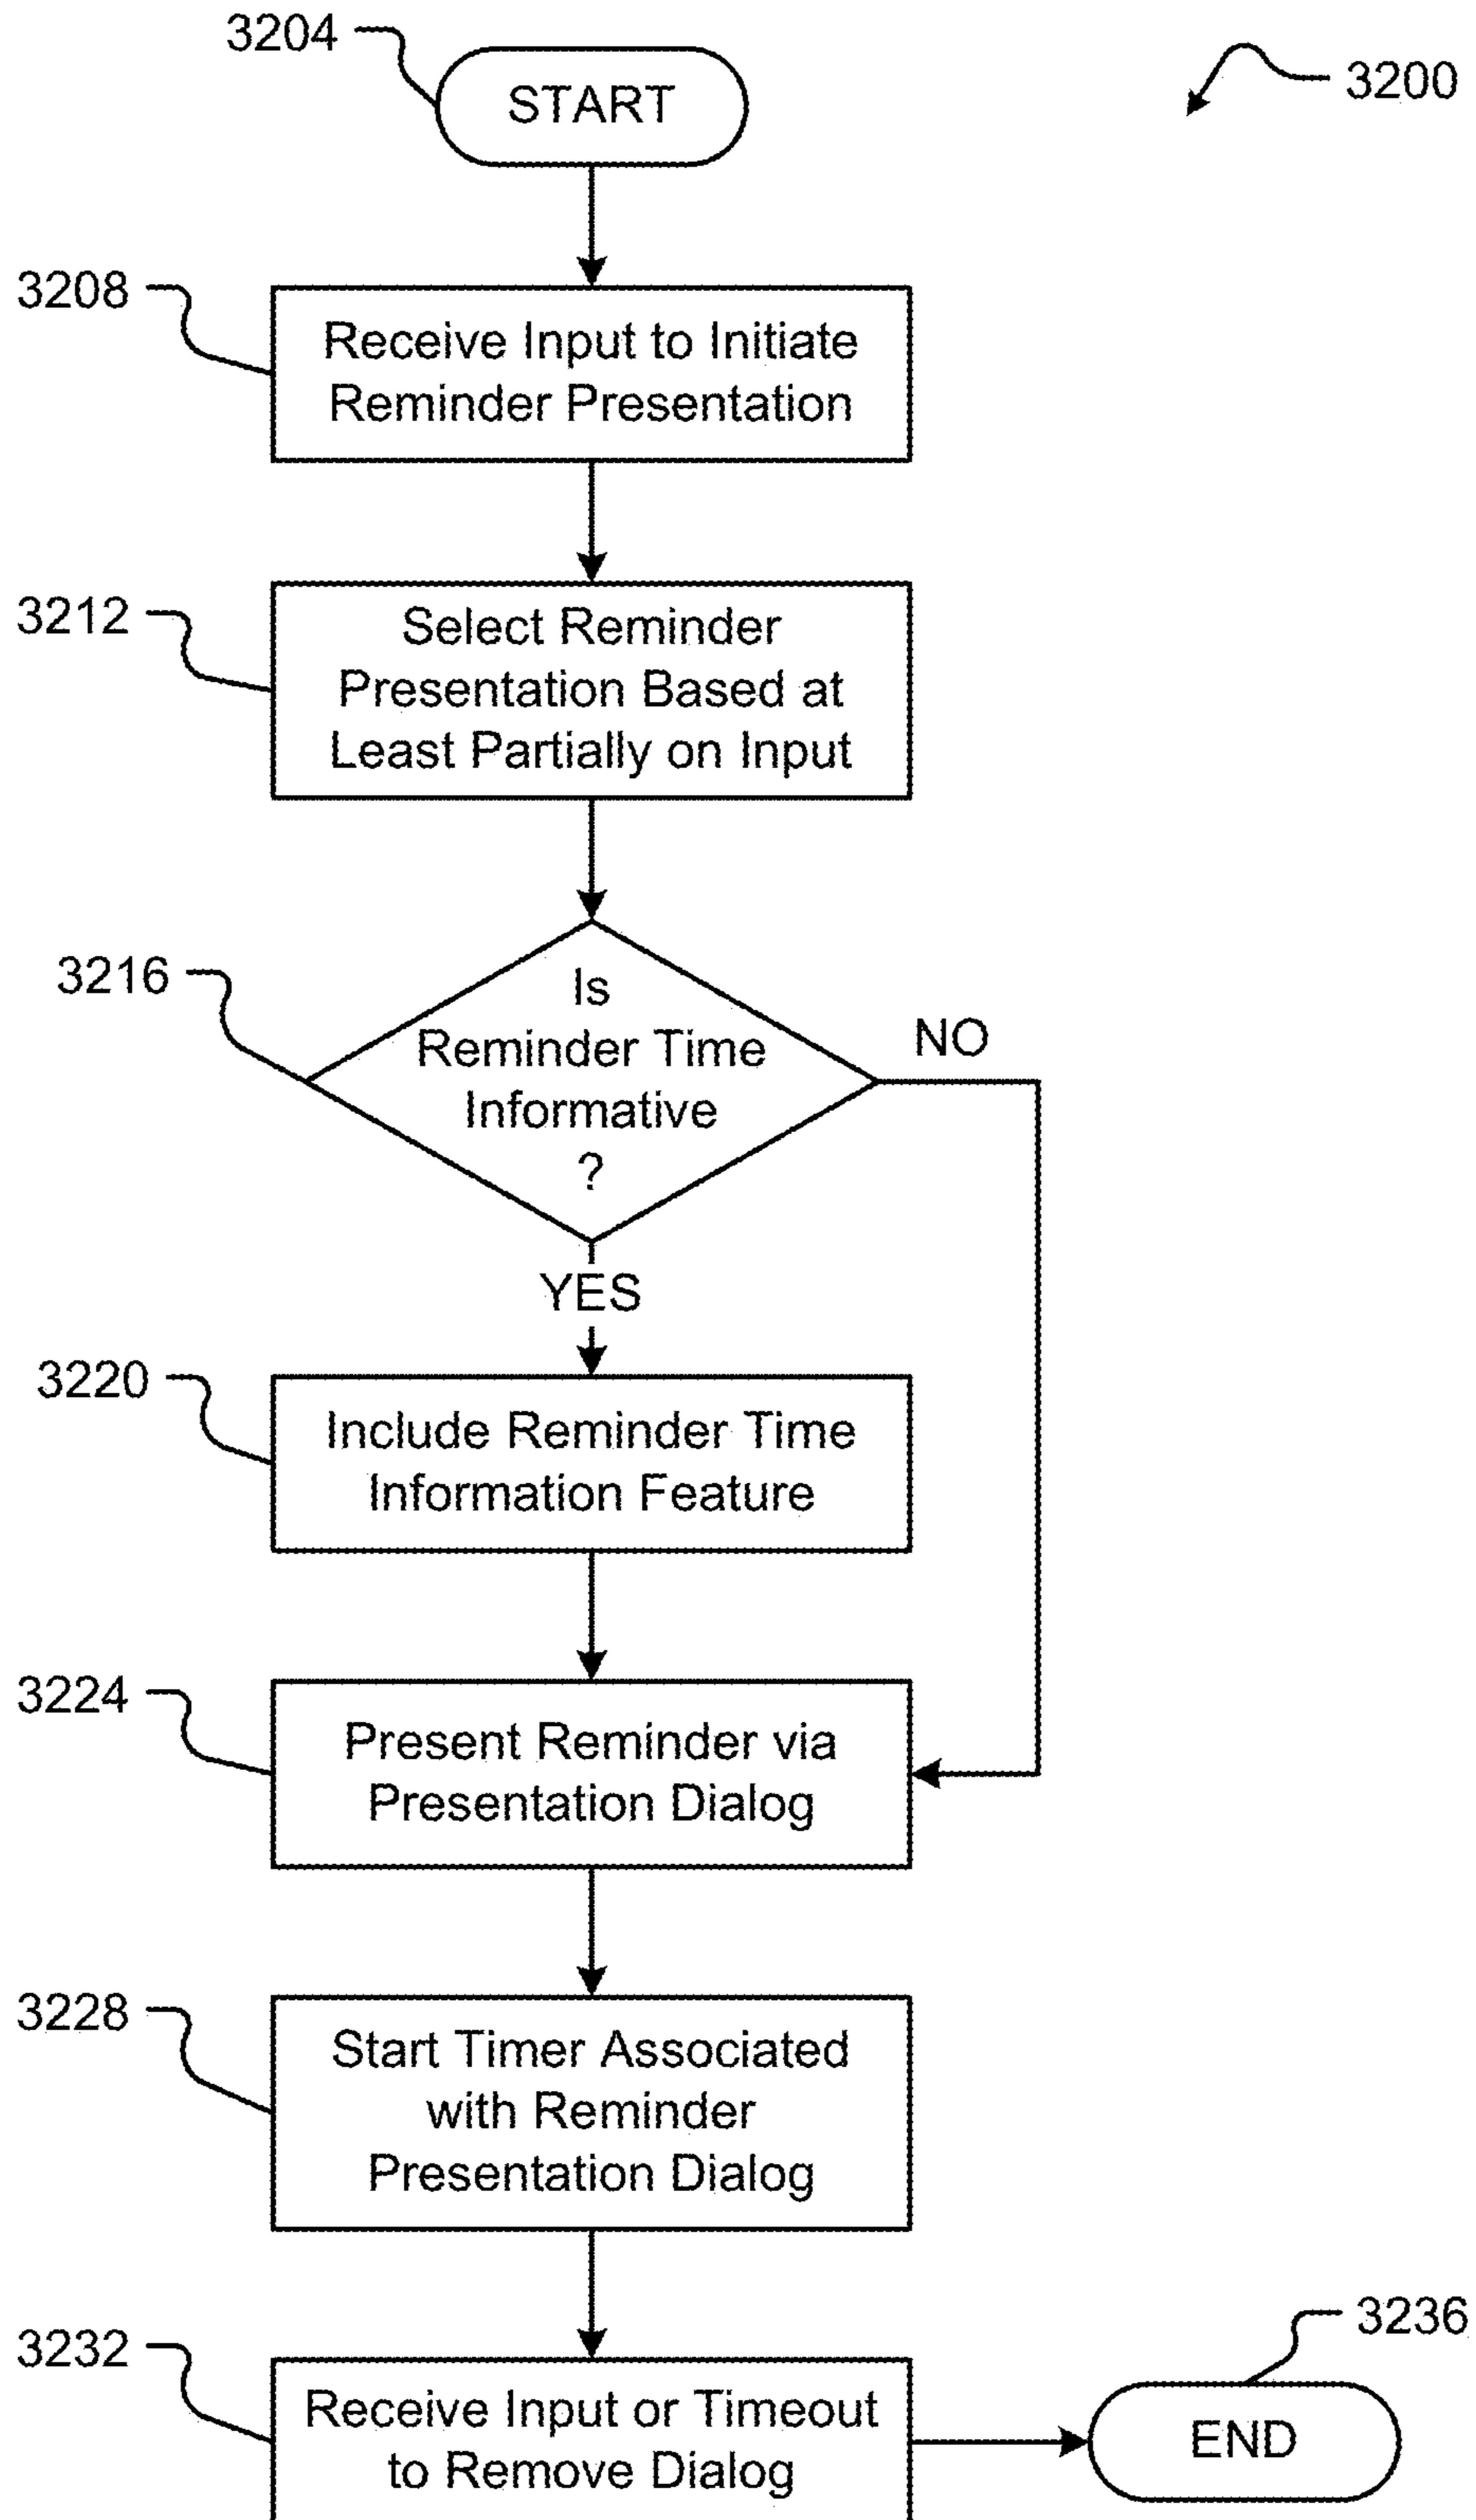 3204
START
3200
3208
Receive Input to Initiate
Reminder Presentation
3212
Select Reminder
Presentation Based at
Least Partially on Input
3216
Is
Reminder Time
Informative
?
NO
YES
3220
Include Reminder Time
Information Feature
3224
Present Reminder via
Presentation Dialog
3228
Start Timer Associated
with Reminder
Presentation Dialog
3232
Receive Input or Timeout
to Remove Dialog
3236
END